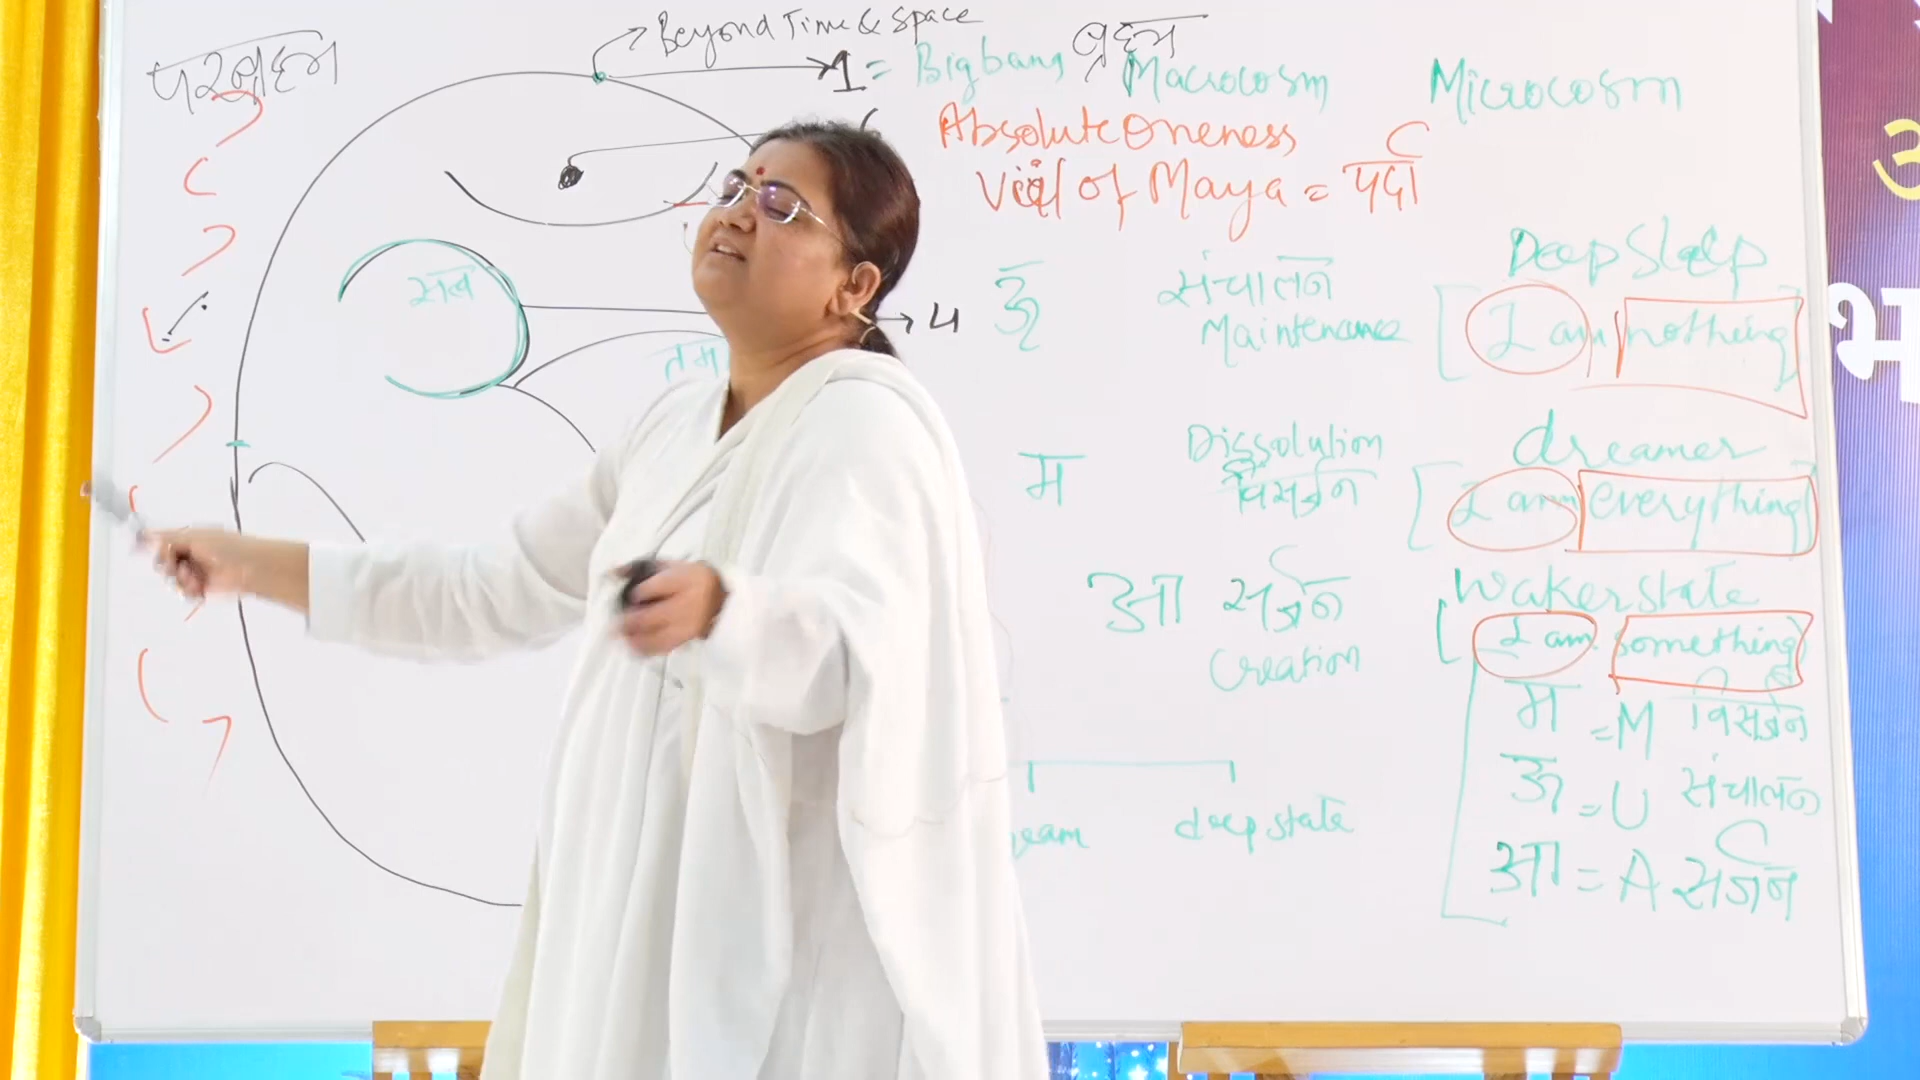 परब्रह्म
Beyond Time & Space
1 = Bigbang
ब्रह्म
Macrocosm
Microcosm
Absolute Oneness
of Maya = पर्दा
सत्व
तम
4
ऊ
संचालन
Maintenance
Deep Sleep
I am nothing
म
Dissolution
विसर्जन
dreamer
I am everything
आ
सर्जन
Creation
waker state
I am something
म = M विसर्जन
ऊ = U संचालन
आ = A सर्जन
deep state